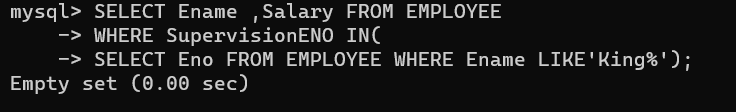 mysql> SELECT Ename ,Salary FROM EMPLOYEE
    -> WHERE SupervisionENO IN(
    -> SELECT Eno FROM EMPLOYEE WHERE Ename LIKE'King%');
Empty set (0.00 sec)